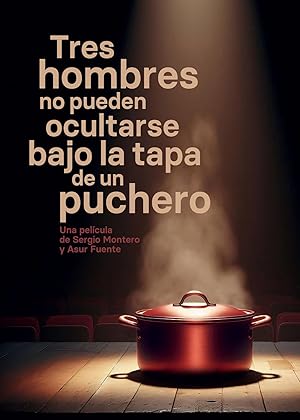 Tres
hombres
no pueden
ocultarse
bajo la tapa
de un
puchero
Una película
de Sergio Montero
y Asur Fuente